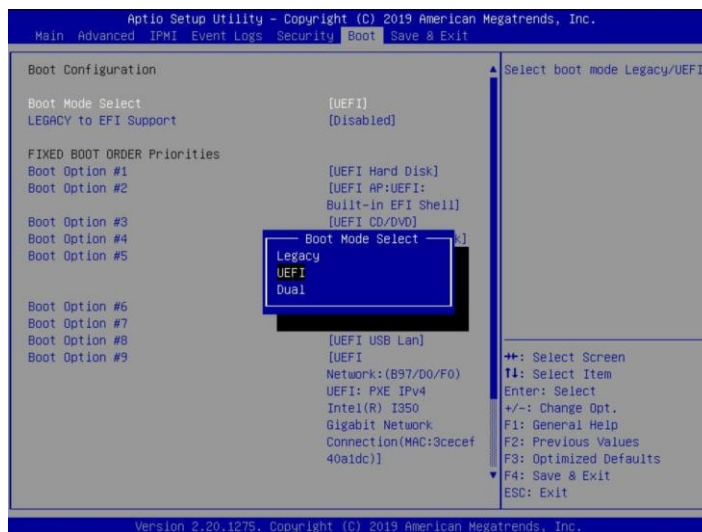 Aptio Setup Utility – Copyright (C) 2019 American Megatrends, Inc.
Main Advanced IPMI Event Logs Security Boot Save & Exit
Boot Configuration
Boot Mode Select [UEFI]
LEGACY to EFI Support [Disabled]
FIXED BOOT ORDER Priorities
Boot Option #1 [UEFI Hard Disk]
Boot Option #2 [UEFI AP:UEFI:
Built-in EFI Shell]
Boot Option #3 [UEFI CD/DVD]
Boot Option #4 k]
Boot Option #5
Boot Option #6
Boot Option #7
Boot Option #8 [UEFI USB Lan]
Boot Option #9 [UEFI
Network:(B97/D0/F0)
UEFI: PXE IPv4
Intel(R) I350
Gigabit Network
Connection(MAC:3cecef
40a1dc)]
Boot Mode Select
Legacy
UEFI
Dual
Select boot mode Legacy/UEFI
→←: Select Screen
↑↓: Select Item
Enter: Select
+/-: Change Opt.
F1: General Help
F2: Previous Values
F3: Optimized Defaults
F4: Save & Exit
ESC: Exit
Version 2.20.1275. Copyright (C) 2019 American Megatrends, Inc.